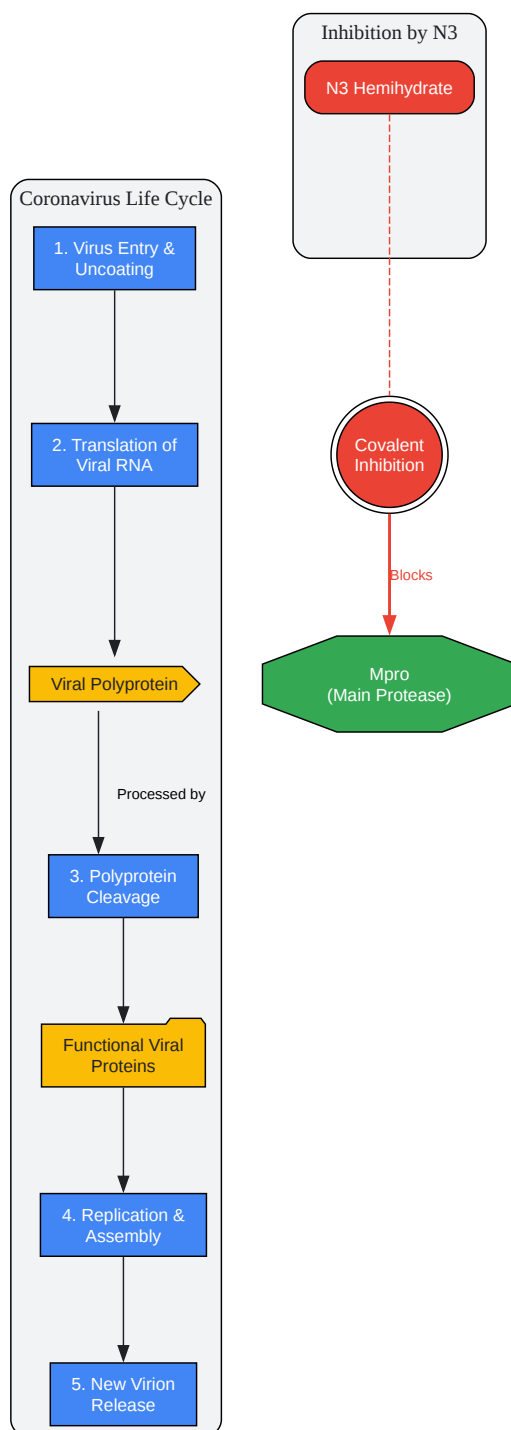 Inhibition by N3
N3 Hemihydrate
Coronavirus Life Cycle
1. Virus Entry &
Uncoating
2. Translation of
Viral RNA
Covalent
Inhibition
Blocks
Viral Polyprotein
Mpro
(Main Protease)
Processed by
3. Polyprotein
Cleavage
Functional Viral
Proteins
4. Replication &
Assembly
5. New Virion
Release